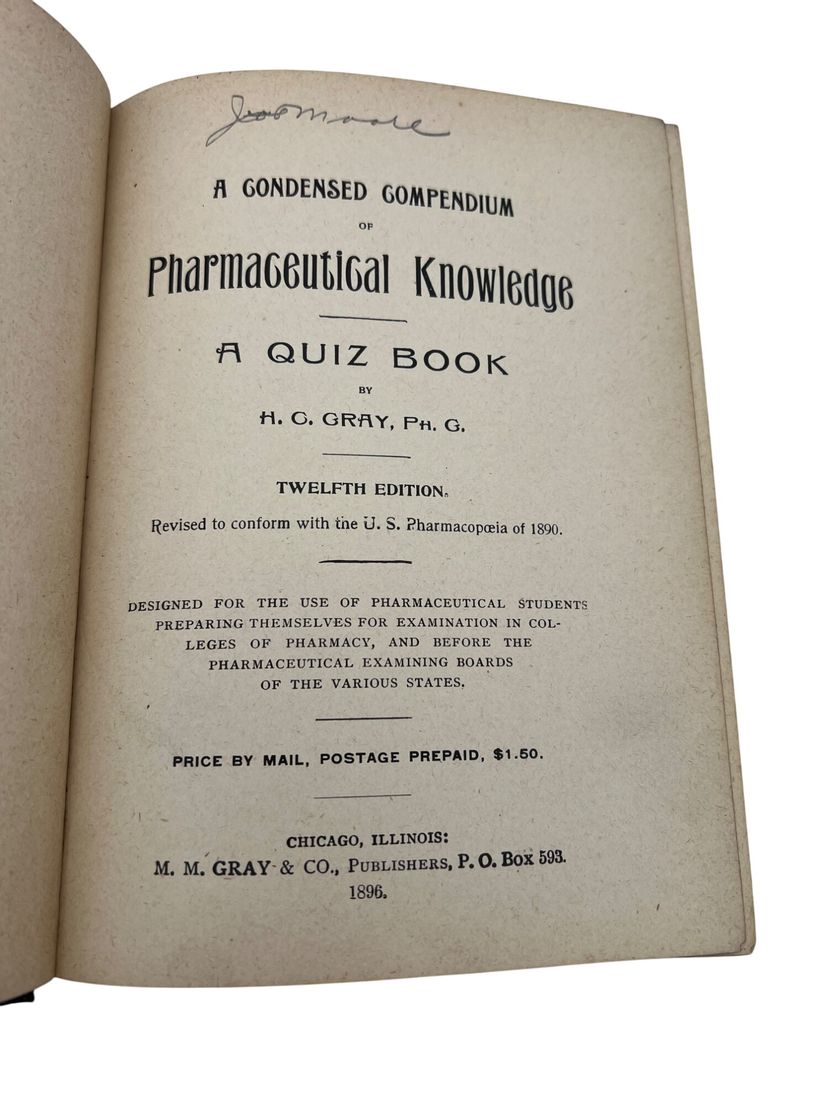 Moore
A CONDENSED COMPENDIUM
OF
Pharmaceutical Knowledge
A QUIZ BOOK
BY
H. C. GRAY, PH. G.
TWELFTH EDITION.
Revised to conform with the U. S. Pharmacopœia of 1890.
DESIGNED FOR THE USE OF PHARMACEUTICAL STUDENTS
PREPARING THEMSELVES FOR EXAMINATION IN COL-
LEGES OF PHARMACY, AND BEFORE THE
PHARMACEUTICAL EXAMINING BOARDS
OF THE VARIOUS STATES.
PRICE BY MAIL, POSTAGE PREPAID, $1.50.
CHICAGO, ILLINOIS:
M. M. GRAY & CO., PUBLISHERS, P. O. Box 593.
1896.